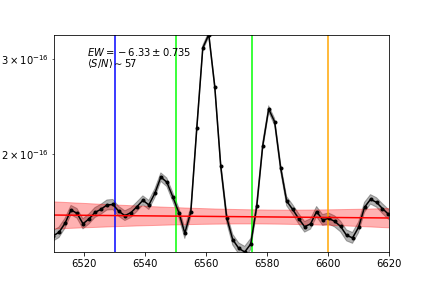 3 × 10⁻¹⁶
EW = −6.33 ± 0.735
⟨S/N⟩ ~ 57
2 × 10⁻¹⁶
6520 6540 6560 6580 6600 6620